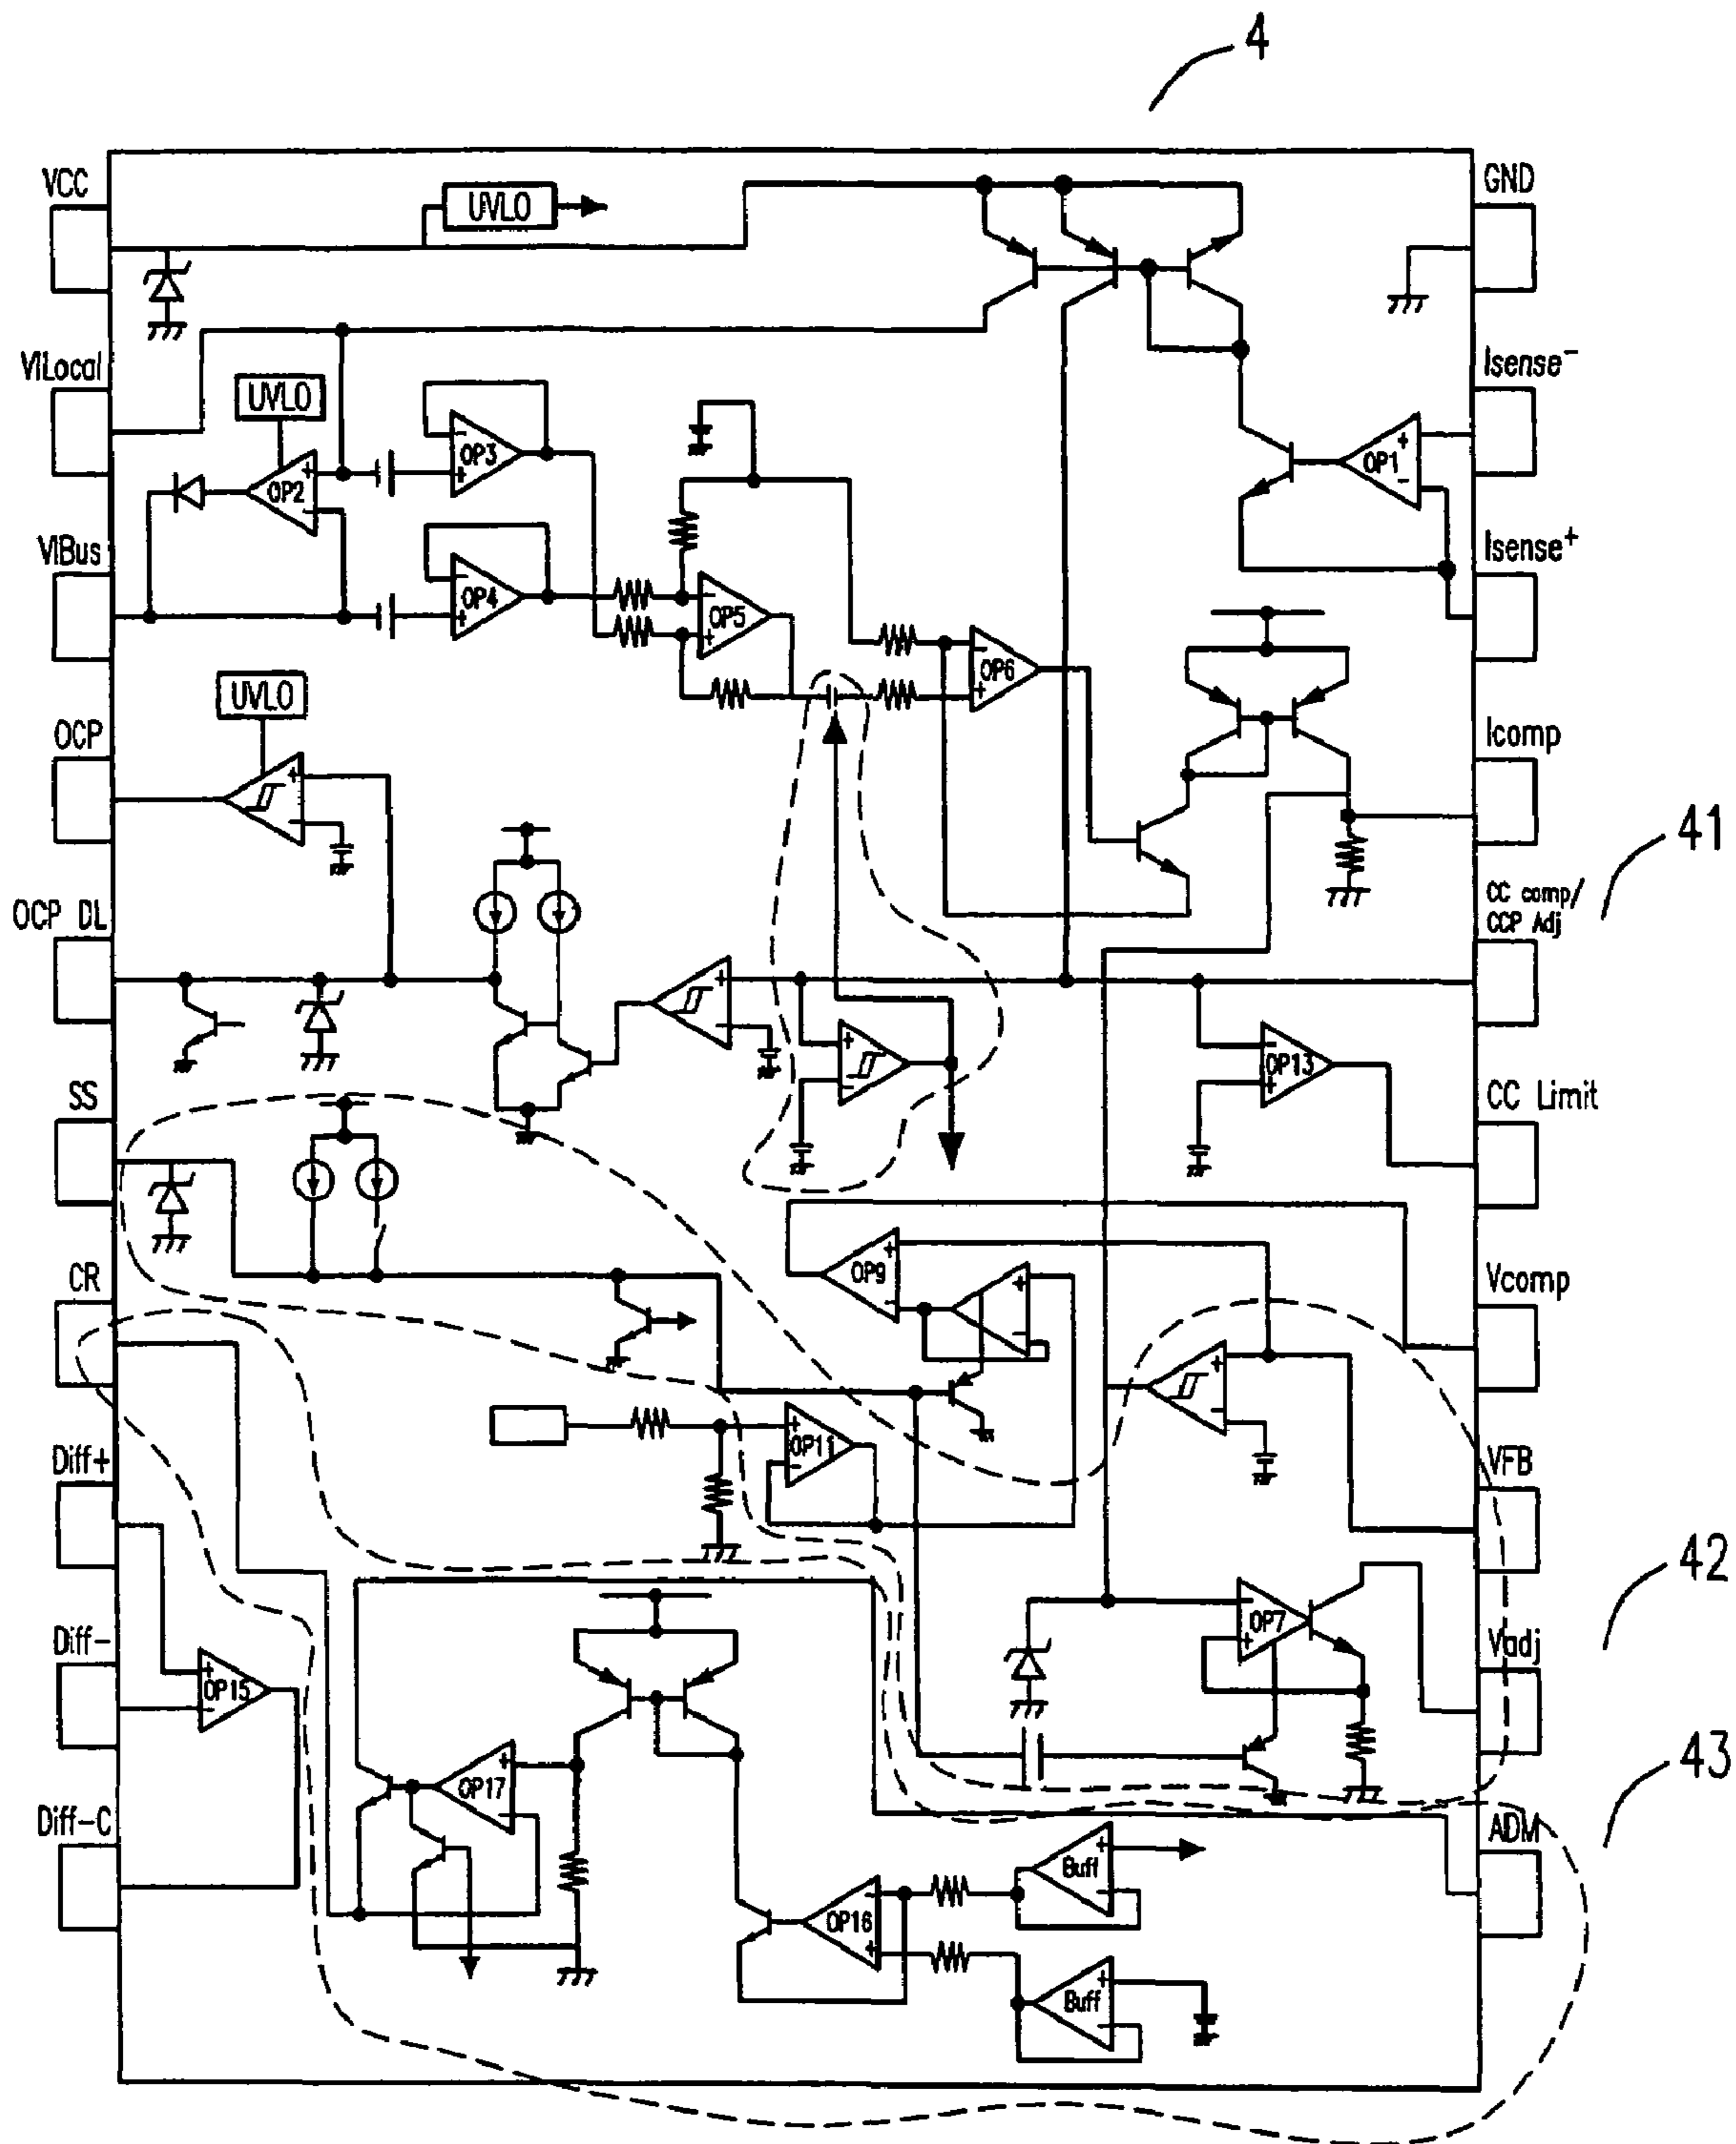 4
VCC
UVLO
GND
VILocal
UVLO
Isense-
OP3
OP2
OP1
VIBus
Isense+
OP4
OP5
OP6
UVLO
OCP
Icomp
41
OCP DL
CC comp/
CCP Adj
OP13
SS
CC Limit
CR
OP9
Vcomp
OP11
Diff+
VFB
42
Diff-
OP7
Vadj
OP15
43
OP17
Diff-C
ADM
Buff
OP16
Buff